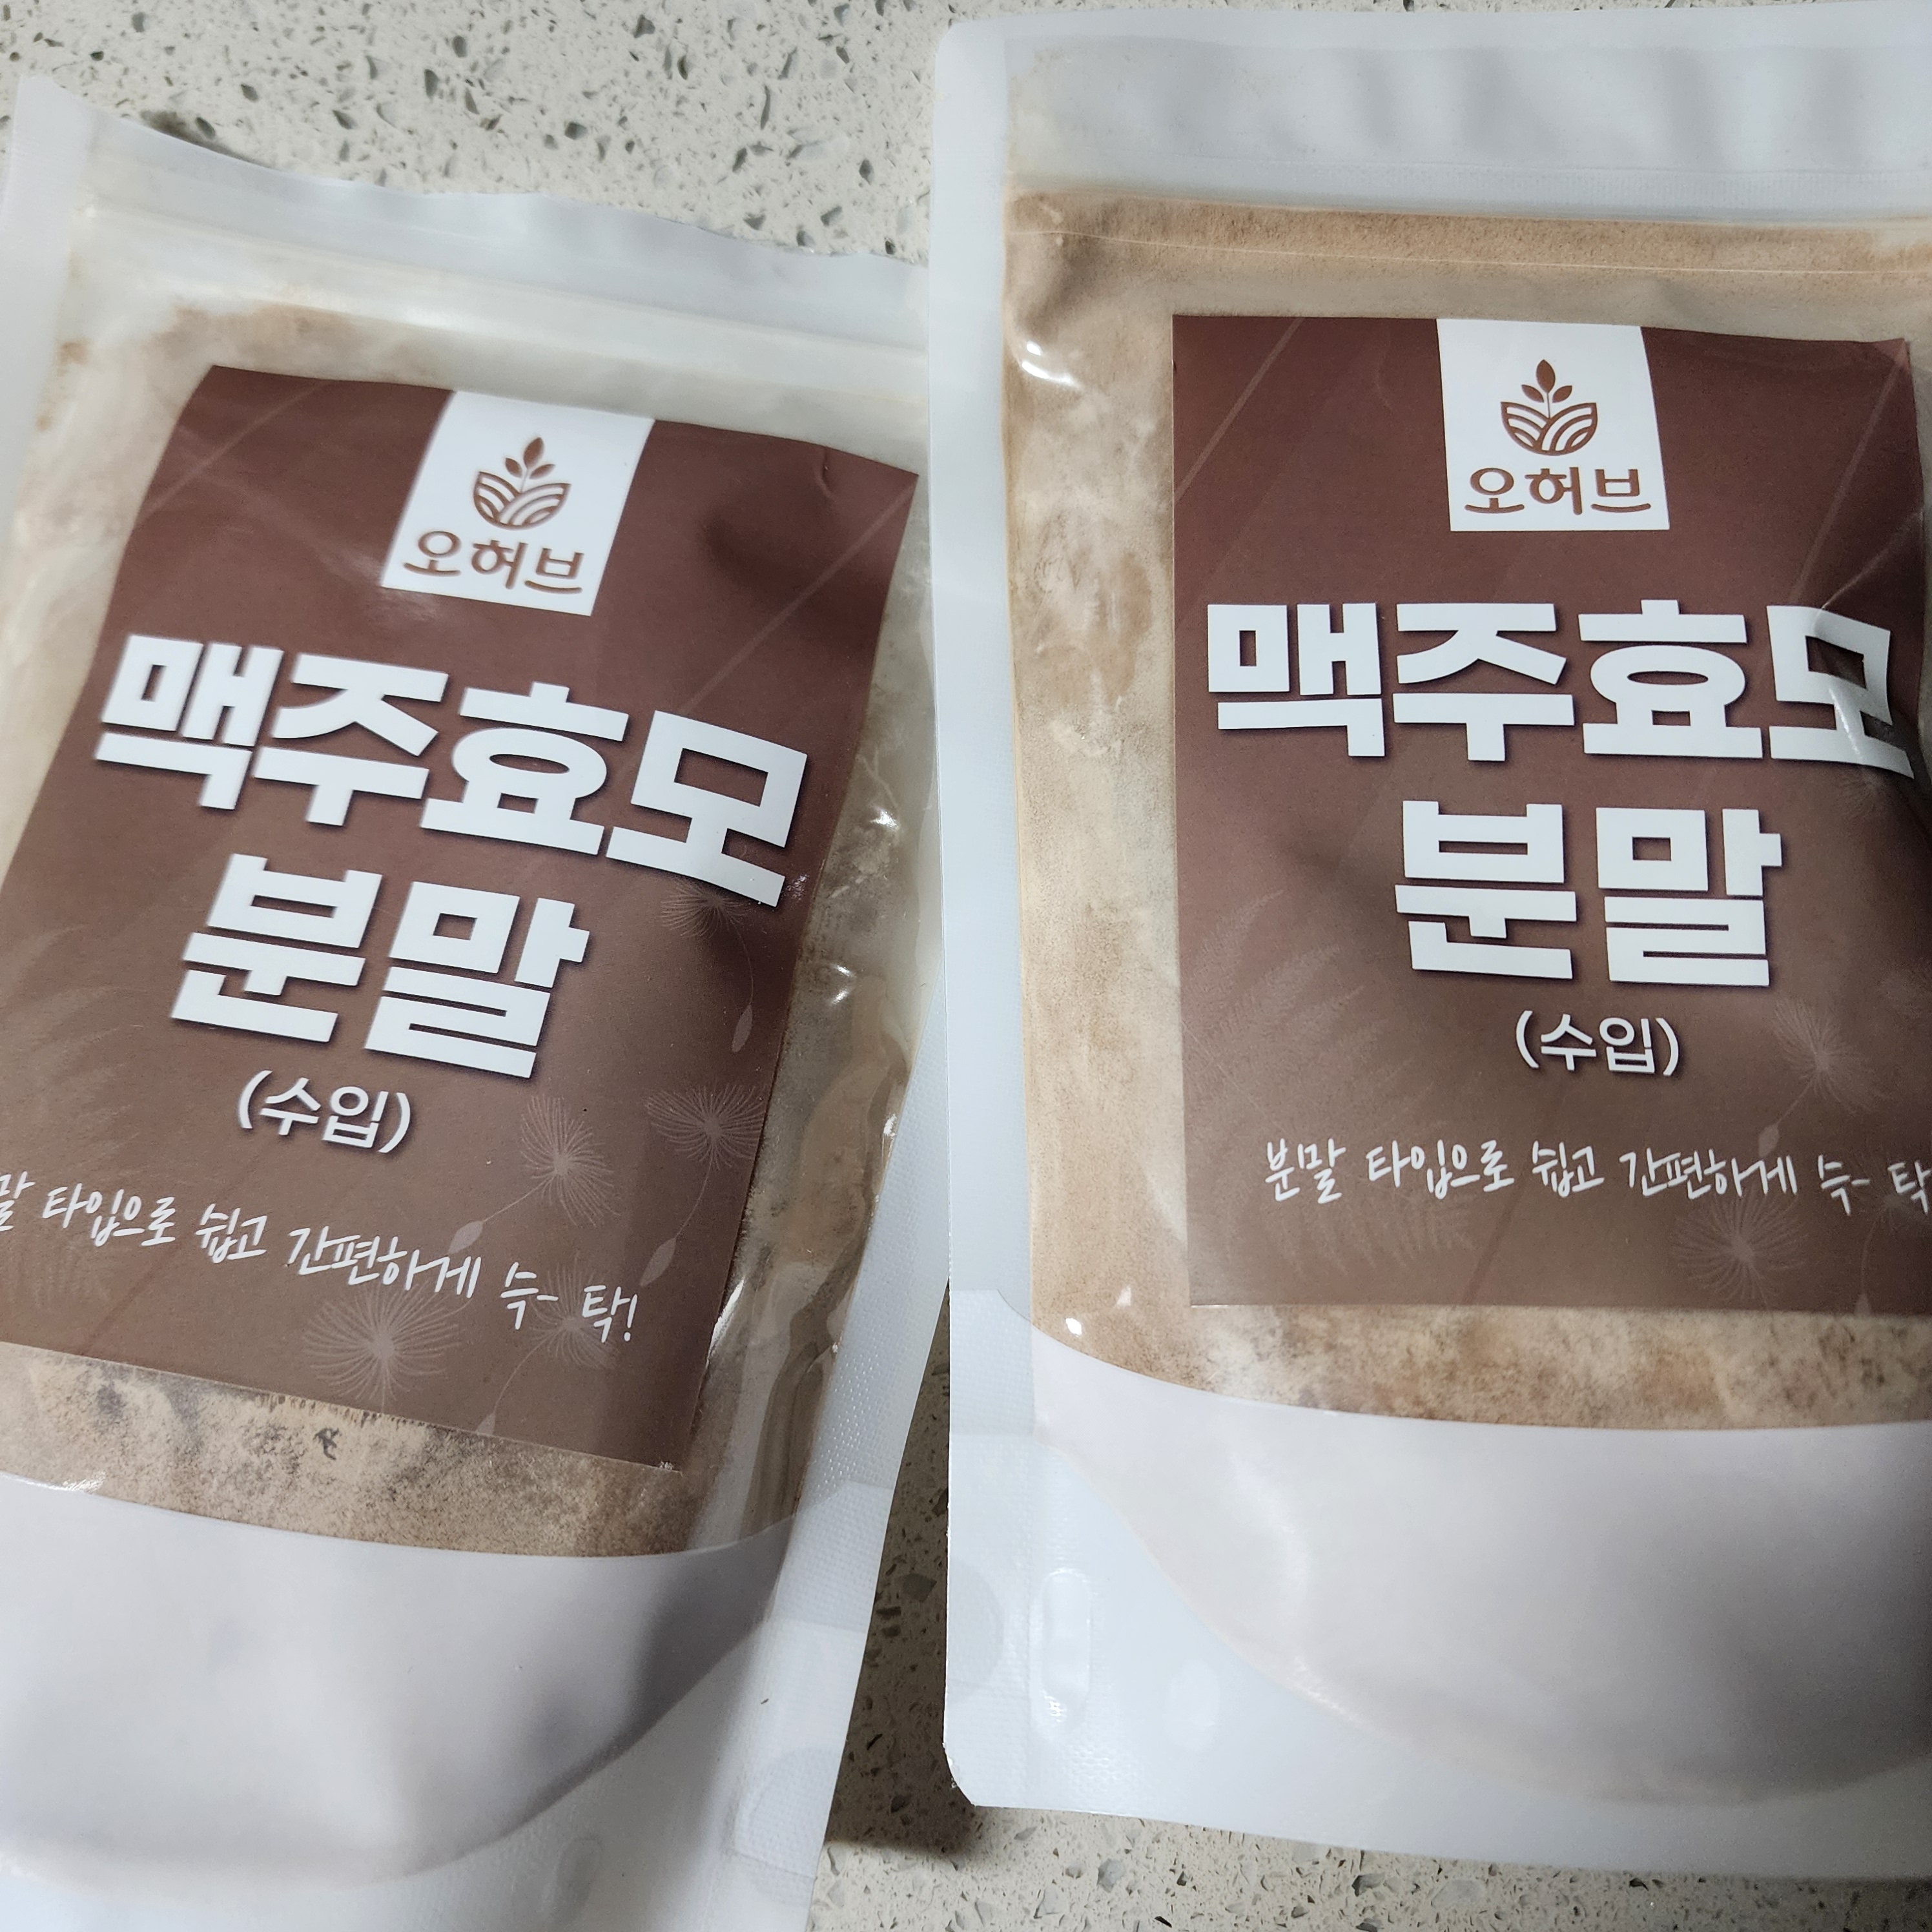 오허브
맥주효모
분말
(수입)
말 타입으로 쉽고 간편하게 슥- 탁!
오허브
맥주효모
분말
(수입)
분말 타입으로 쉽고 간편하게 슥- 탁